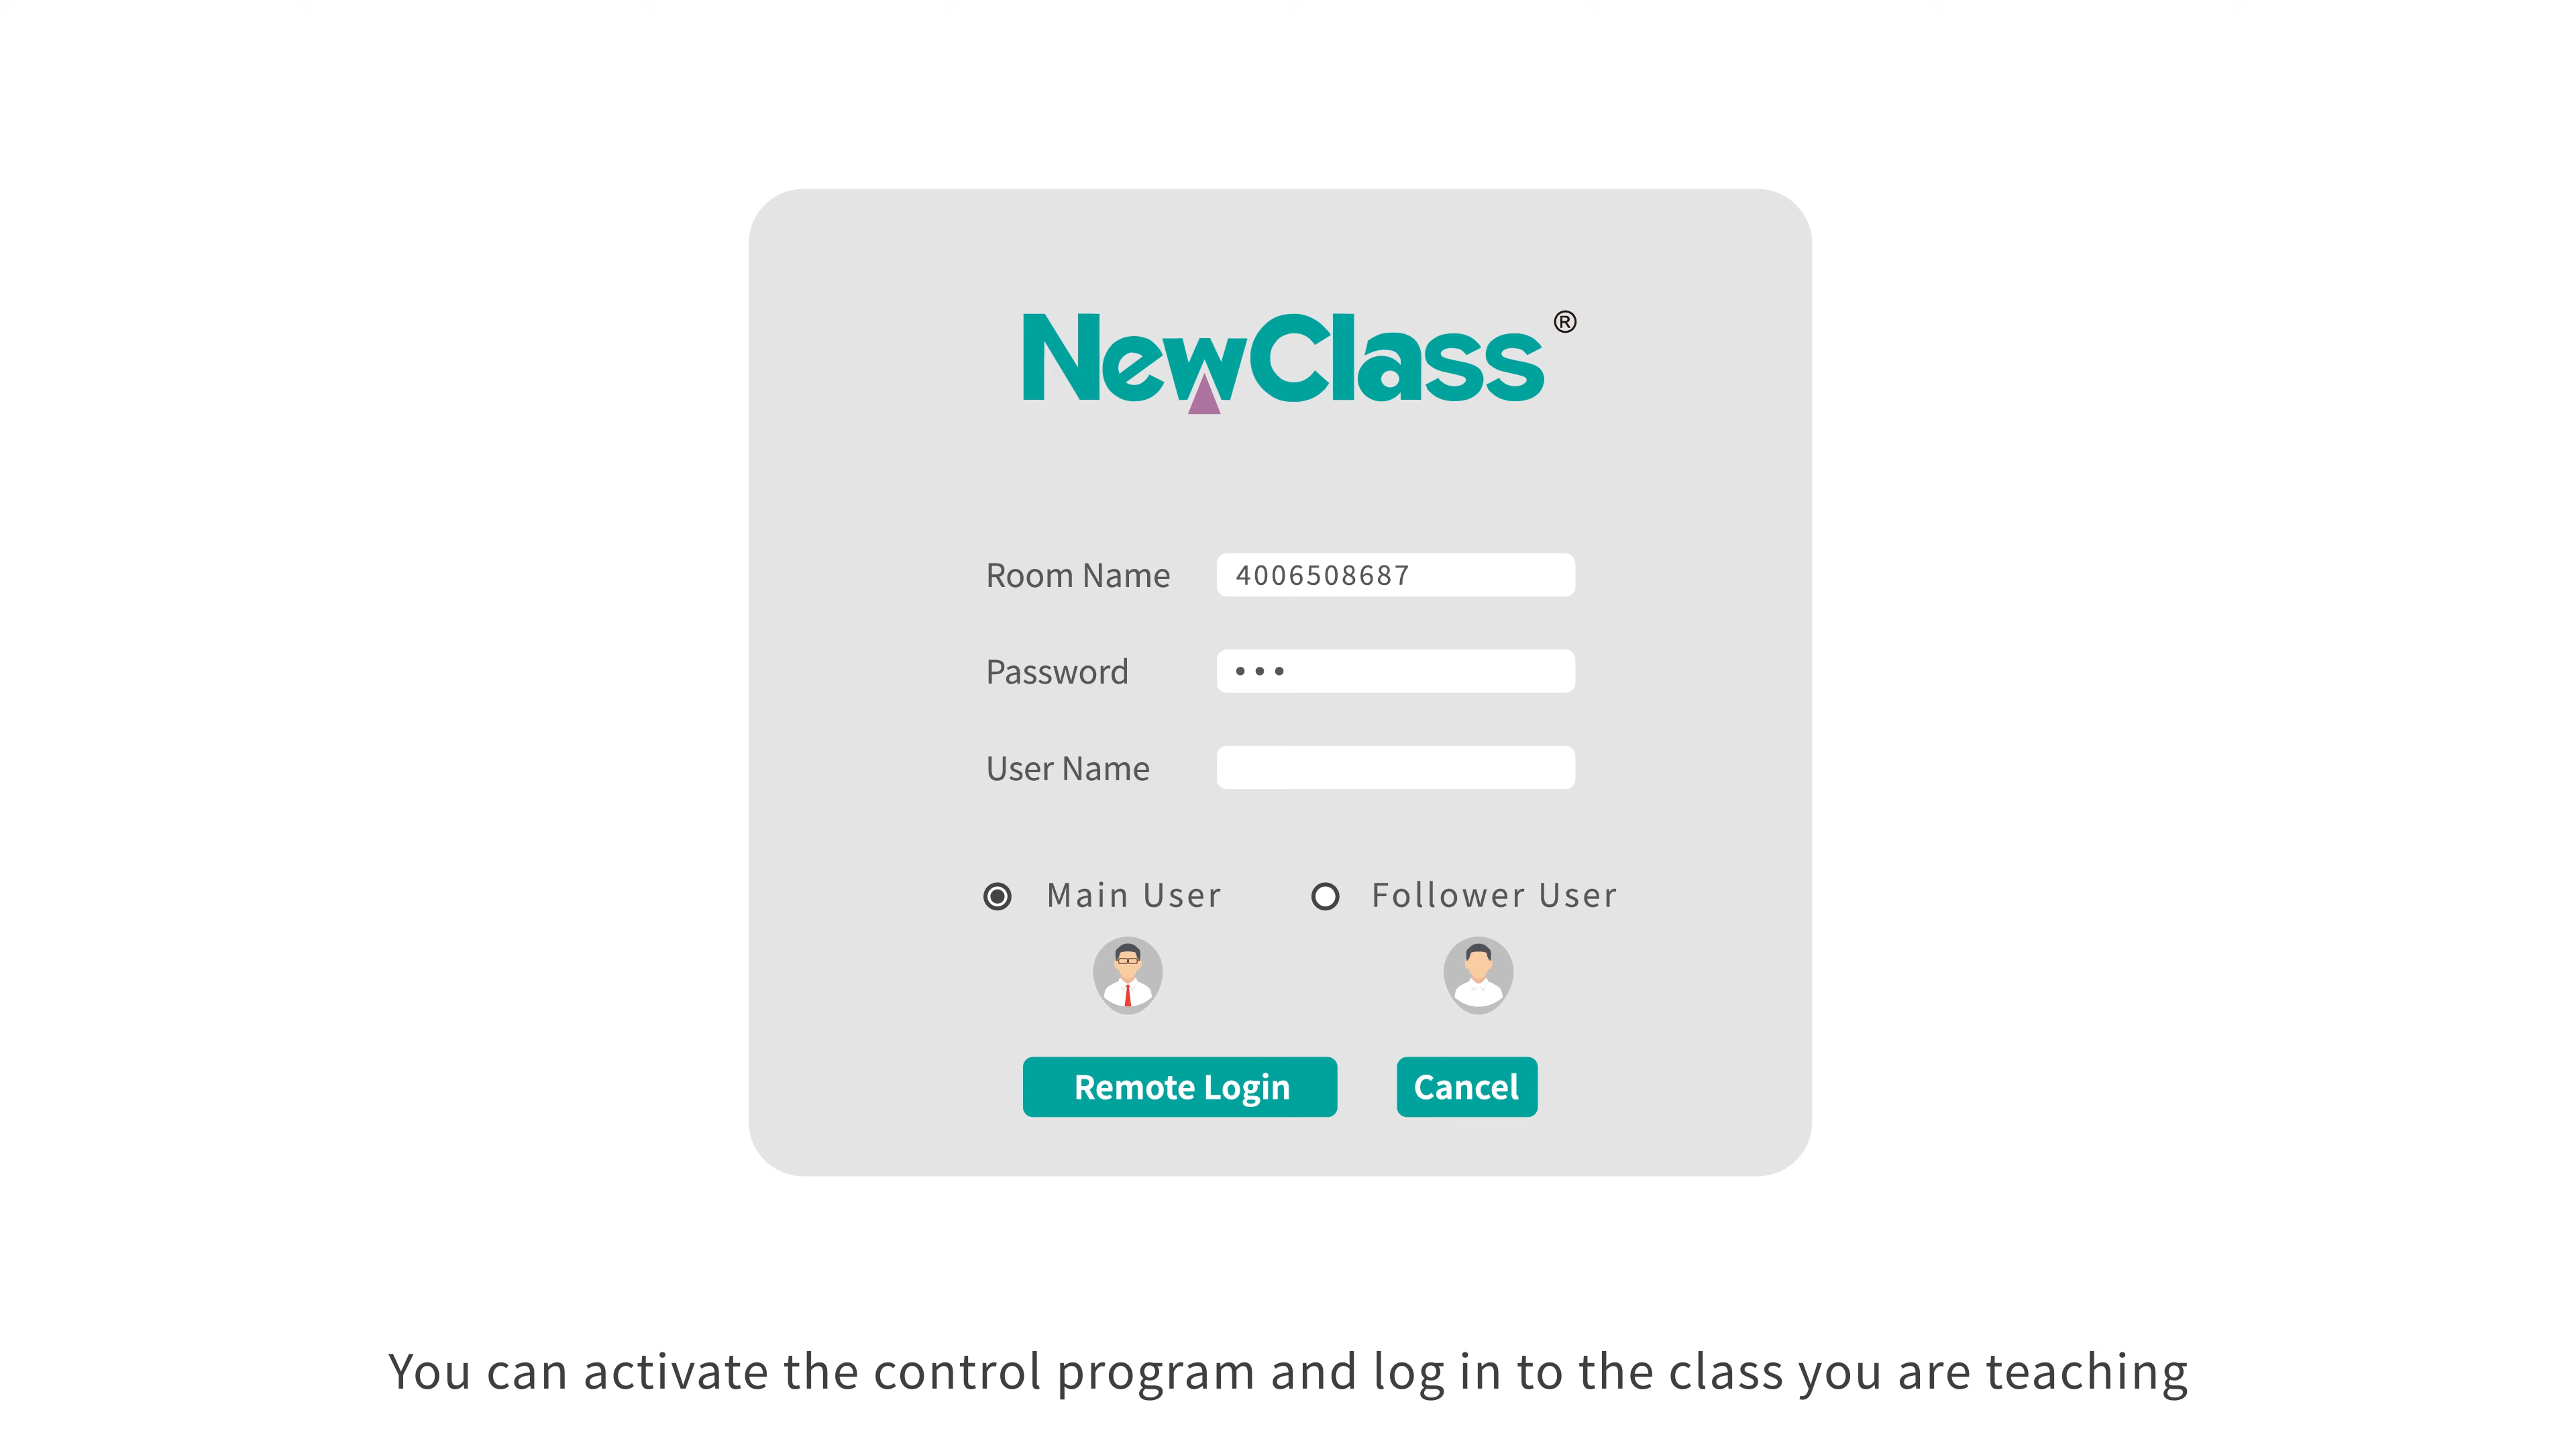 NewClass®
Room Name 4006508687
Password •••
User Name
Main User Follower User
Remote Login Cancel
You can activate the control program and log in to the class you are teaching